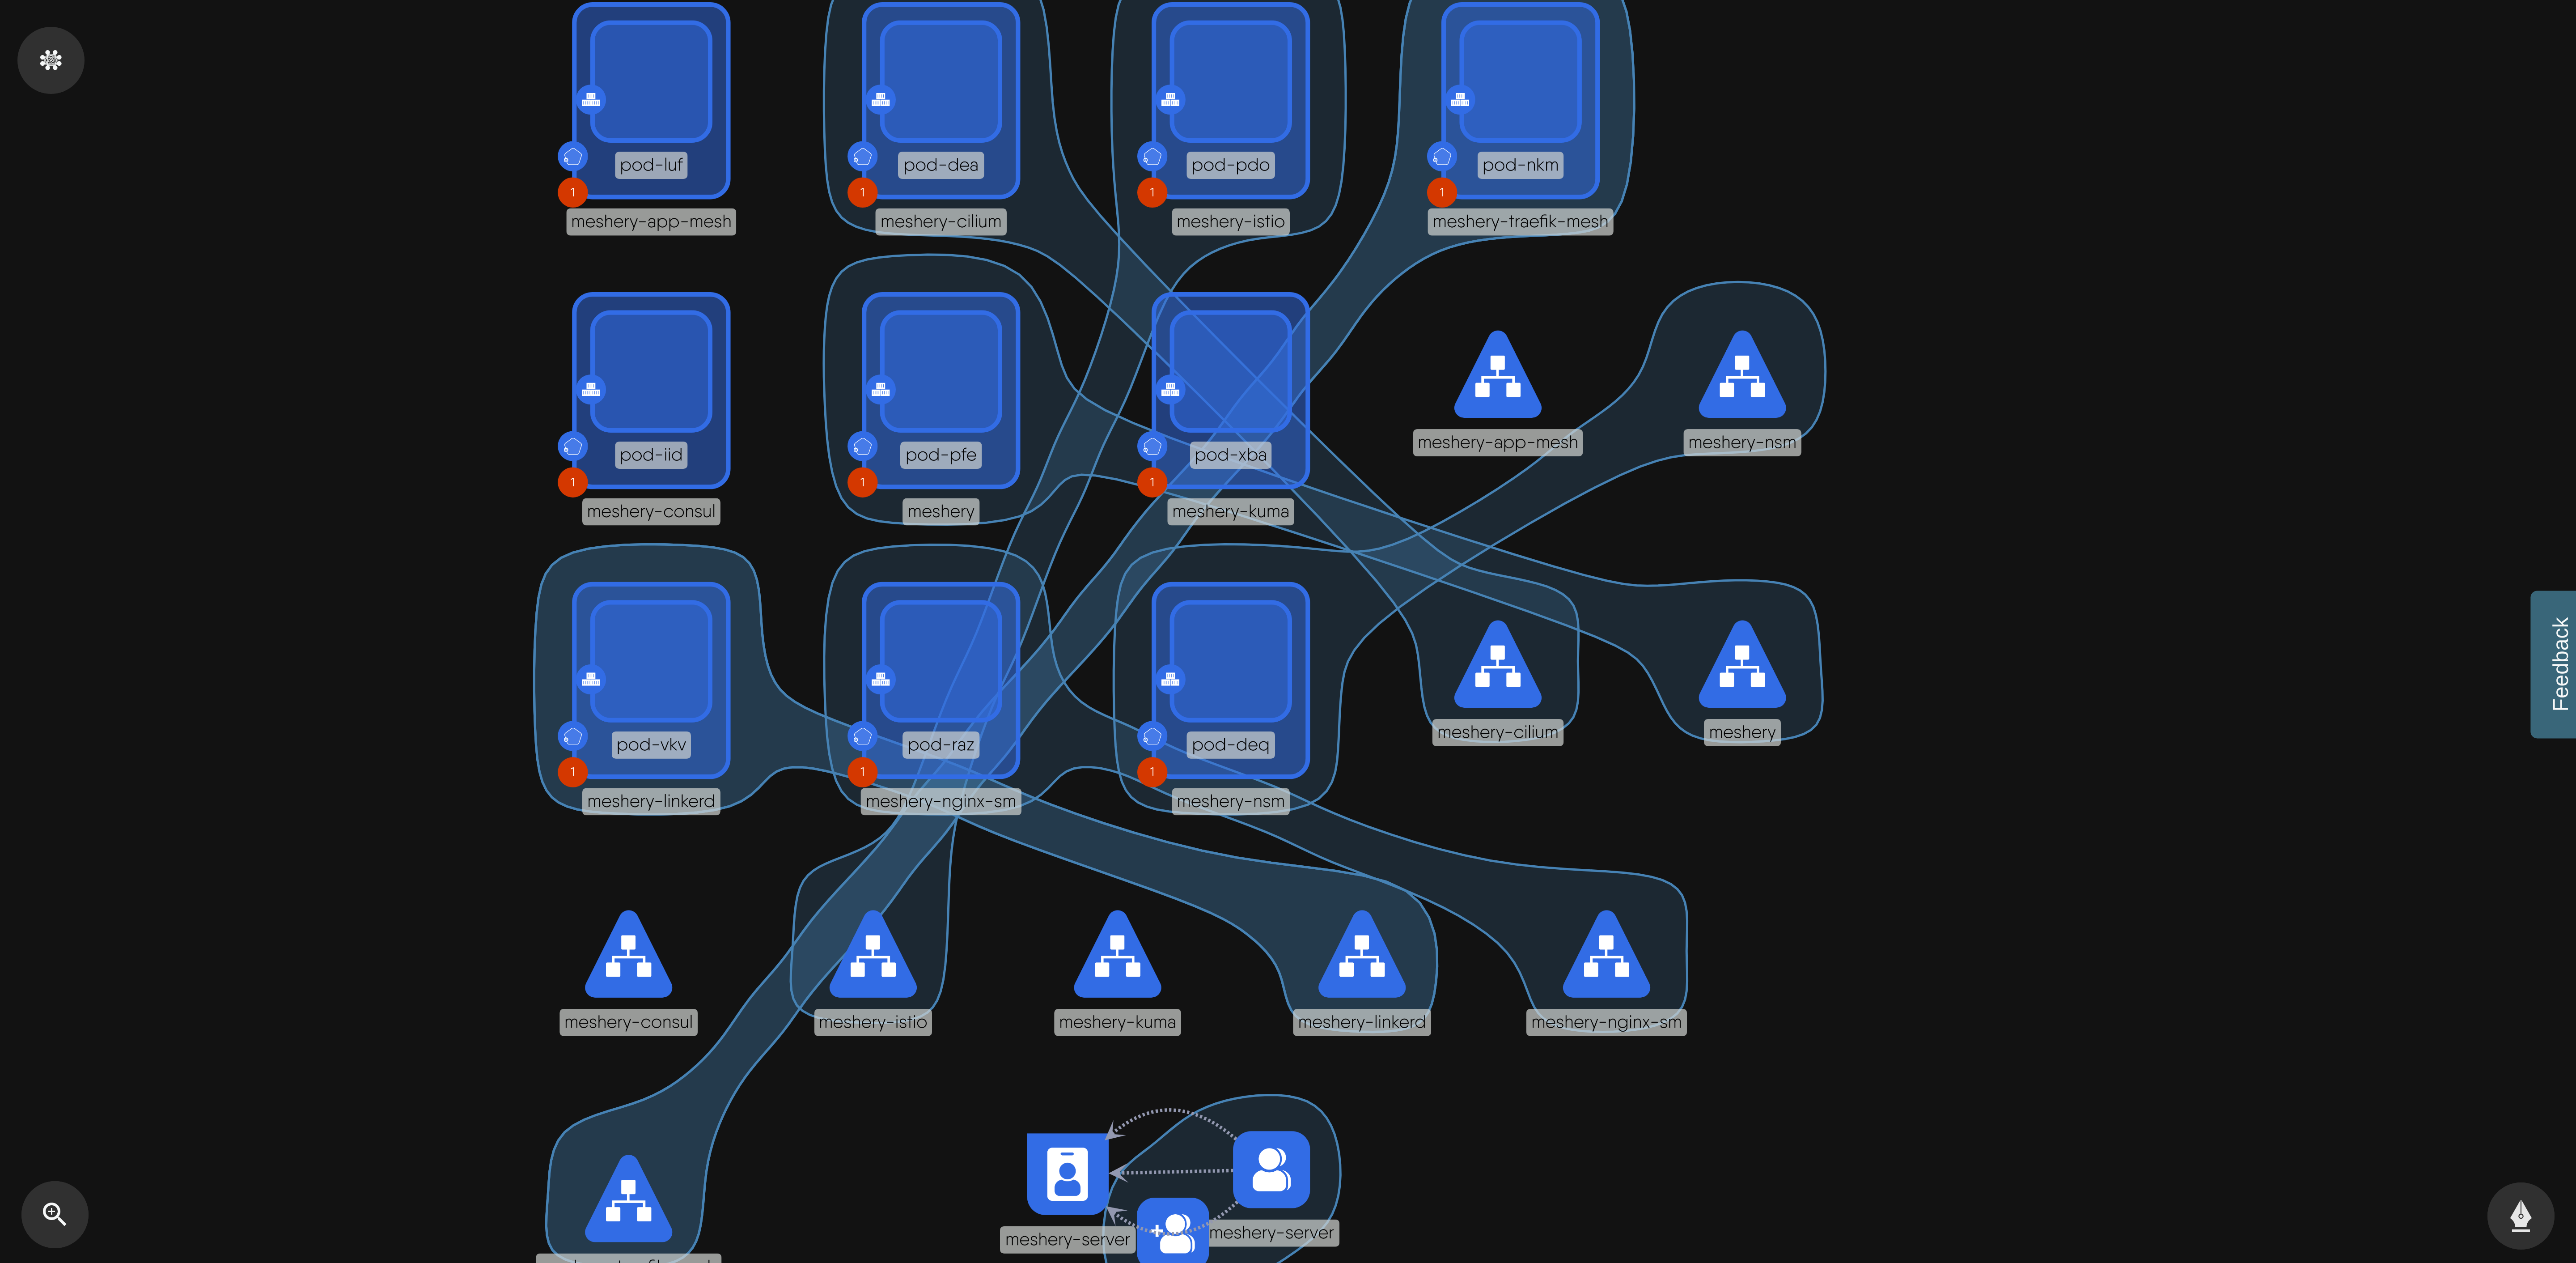 pod-luf
pod-dea
pod-pdo
pod-nkm
1
1
1
1
meshery-app-mesh
meshery-cilium
meshery-istio
meshery-traefik-mesh
pod-iid
pod-pfe
pod-xba
meshery-app-mesh
meshery-nsm
1
1
1
meshery-consul
meshery
meshery-kuma
pod-vkv
pod-raz
pod-deq
meshery-cilium
meshery
1
1
1
meshery-linkerd
meshery-nginx-sm
meshery-nsm
Feedback
meshery-consul
meshery-istio
meshery-kuma
meshery-linkerd
meshery-nginx-sm
meshery-server
meshery-server